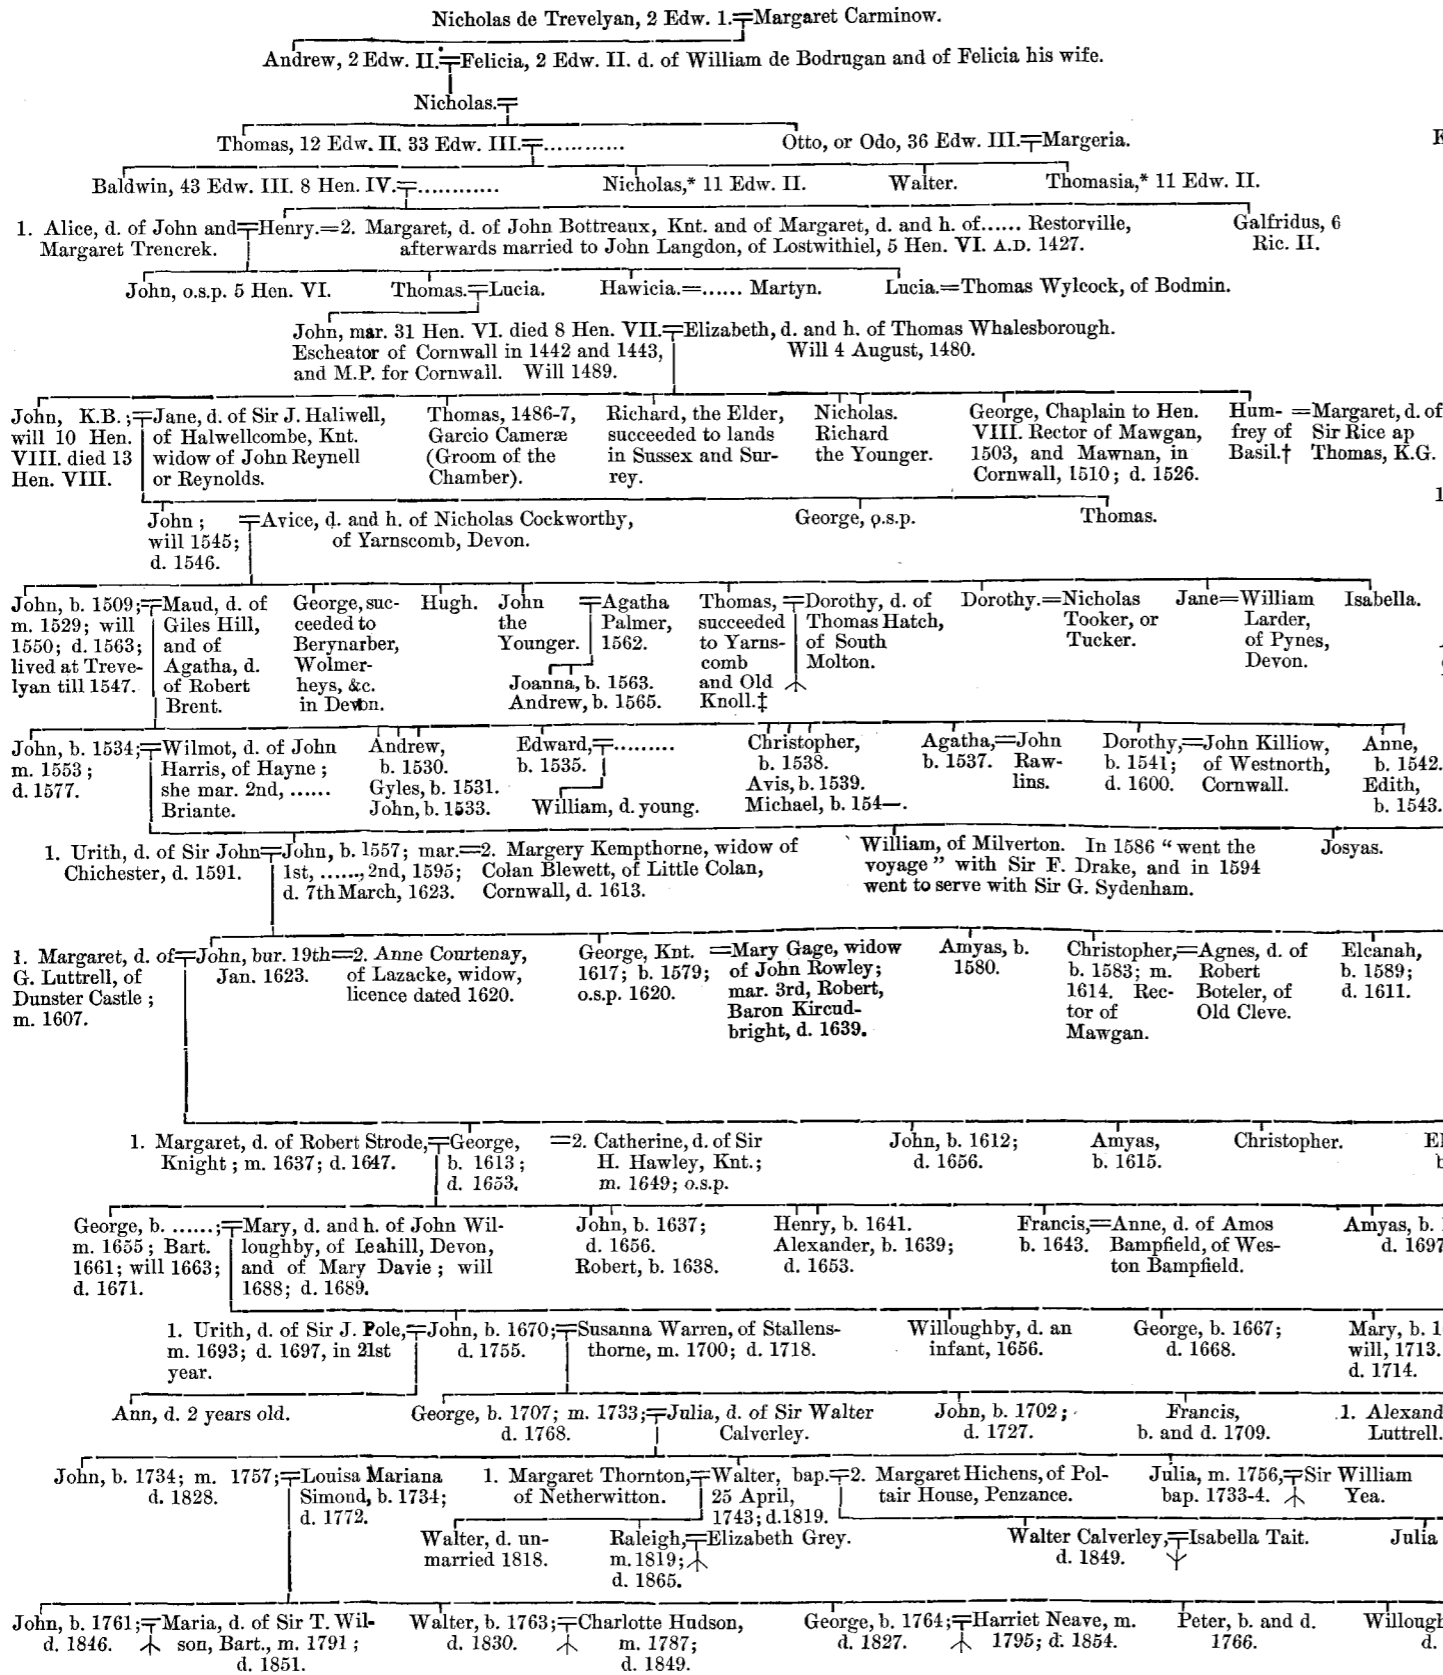 Nicholas de Trevelyan, 2 Edw. 1.=Margaret Carminow.
Andrew, 2 Edw. II.=Felicia, 2 Edw. II. d. of William de Bodrugan and of Felicia his wife.
Nicholas.=
Thomas, 12 Edw. II. 33 Edw. III.=............
Otto, or Odo, 36 Edw. III.=Margeria.
Baldwin, 43 Edw. III. 8 Hen. IV.=............
Nicholas,* 11 Edw. II.
Walter.
Thomasia,* 11 Edw. II.
1. Alice, d. of John and
Margaret Trencrek.
=Henry.=2. Margaret, d. of John Bottreaux, Knt. and of Margaret, d. and h. of...... Restorville,
afterwards married to John Langdon, of Lostwithiel, 5 Hen. VI. A.D. 1427.
Galfridus, 6
Ric. II.
John, o.s.p. 5 Hen. VI.
Thomas.=Lucia.
Hawicia.=...... Martyn.
Lucia.=Thomas Wylcock, of Bodmin.
John, mar. 31 Hen. VI. died 8 Hen. VII.
Escheator of Cornwall in 1442 and 1443,
and M.P. for Cornwall. Will 1489.
=Elizabeth, d. and h. of Thomas Whalesborough.
Will 4 August, 1480.
John, K.B.;
will 10 Hen.
VIII. died 13
Hen. VIII.
=Jane, d. of Sir J. Haliwell,
of Halwellcombe, Knt.
widow of John Reynell
or Reynolds.
Thomas, 1486-7,
Garcio Cameræ
(Groom of the
Chamber).
Richard, the Elder,
succeeded to lands
in Sussex and Sur-
rey.
Nicholas.
Richard
the Younger.
George, Chaplain to Hen.
VIII. Rector of Mawgan,
1503, and Mawnan, in
Cornwall, 1510; d. 1526.
Hum-
frey of
Basil.†
=Margaret, d. of
Sir Rice ap
Thomas, K.G.
John;
will 1545;
d. 1546.
=Avice, d. and h. of Nicholas Cockworthy,
of Yarnscomb, Devon.
George, o.s.p.
Thomas.
1
John, b. 1509;
m. 1529; will
1550; d. 1563;
lived at Treve-
lyan till 1547.
=Maud, d. of
Giles Hill,
and of
Agatha, d.
of Robert
Brent.
George, suc-
ceeded to
Berynarber,
Wolmer-
heys, &c.
in Devon.
Hugh.
John
the
Younger.
=Agatha
Palmer,
1562.
Joanna, b. 1563.
Andrew, b. 1565.
Thomas,
succeeded
to Yarns-
comb
and Old
Knoll.‡
=Dorothy, d. of
Thomas Hatch,
of South
Molton.
Dorothy.=Nicholas
Tooker, or
Tucker.
Jane=William
Larder,
of Pynes,
Devon.
Isabella.
John, b. 1534;
m. 1553;
d. 1577.
=Wilmot, d. of John
Harris, of Hayne;
she mar. 2nd, ......
Briante.
Andrew,
b. 1530.
Gyles, b. 1531.
John, b. 1533.
Edward,=.........
b. 1535.
William, d. young.
Christopher,
b. 1538.
Avis, b. 1539.
Michael, b. 154—.
Agatha,=John
b. 1537. Raw-
lins.
Dorothy,
b. 1541;
d. 1600.
=John Killiow,
of Westnorth,
Cornwall.
Anne,
b. 1542.
Edith,
b. 1543.
1. Urith, d. of Sir John
Chichester, d. 1591.
=John, b. 1557; mar.
1st, ......, 2nd, 1595;
d. 7th March, 1623.
=2. Margery Kempthorne, widow of
Colan Blewett, of Little Colan,
Cornwall, d. 1613.
William, of Milverton. In 1586 “went the
voyage” with Sir F. Drake, and in 1594
went to serve with Sir G. Sydenham.
Josyas.
1. Margaret, d. of
G. Luttrell, of
Dunster Castle;
m. 1607.
=John, bur. 19th
Jan. 1623.
=2. Anne Courtenay,
of Lazacke, widow,
licence dated 1620.
George, Knt.
1617; b. 1579;
o.s.p. 1620.
=Mary Gage, widow
of John Rowley;
mar. 3rd, Robert,
Baron Kircud-
bright, d. 1639.
Amyas, b.
1580.
Christopher,
b. 1583; m.
1614. Rec-
tor of
Mawgan.
=Agnes, d. of
Robert
Boteler, of
Old Cleve.
Elcanah,
b. 1589;
d. 1611.
1. Margaret, d. of Robert Strode,
Knight; m. 1637; d. 1647.
=George,
b. 1613;
d. 1653.
=2. Catherine, d. of Sir
H. Hawley, Knt.;
m. 1649; o.s.p.
John, b. 1612;
d. 1656.
Amyas,
b. 1615.
Christopher.
George, b. ......;
m. 1655; Bart.
1661; will 1663;
d. 1671.
=Mary, d. and h. of John Wil-
loughby, of Leahill, Devon,
and of Mary Davie; will
1688; d. 1689.
John, b. 1637;
d. 1656.
Robert, b. 1638.
Henry, b. 1641.
Alexander, b. 1639;
d. 1653.
Francis,
b. 1643.
=Anne, d. of Amos
Bampfield, of Wes-
ton Bampfield.
Amyas, b.
d. 1697
1. Urith, d. of Sir J. Pole,
m. 1693; d. 1697, in 21st
year.
=John, b. 1670;
d. 1755.
=Susanna Warren, of Stallens-
thorne, m. 1700; d. 1718.
Willoughby, d. an
infant, 1656.
George, b. 1667;
d. 1668.
Mary, b. 1
will, 1713.
d. 1714.
Ann, d. 2 years old.
George, b. 1707; m. 1733;
d. 1768.
=Julia, d. of Sir Walter
Calverley.
John, b. 1702;
d. 1727.
Francis,
b. and d. 1709.
1. Alexand
Luttrell.
John, b. 1734; m. 1757;
d. 1828.
=Louisa Mariana
Simond, b. 1734;
d. 1772.
1. Margaret Thornton,
of Netherwitton.
=Walter, bap.
25 April,
1743; d.1819.
=2. Margaret Hichens, of Pol-
tair House, Penzance.
Julia, m. 1756,
bap. 1733-4.
=Sir William
Yea.
Walter, d. un-
married 1818.
Raleigh,
m. 1819;
d. 1865.
=Elizabeth Grey.
Walter Calverley,
d. 1849.
=Isabella Tait.
Julia
John, b. 1761;
d. 1846.
=Maria, d. of Sir T. Wil-
son, Bart., m. 1791;
d. 1851.
Walter, b. 1763;
d. 1830.
=Charlotte Hudson,
m. 1787;
d. 1849.
George, b. 1764;
d. 1827.
=Harriet Neave, m.
1795; d. 1854.
Peter, b. and d.
1766.
Willough
d.